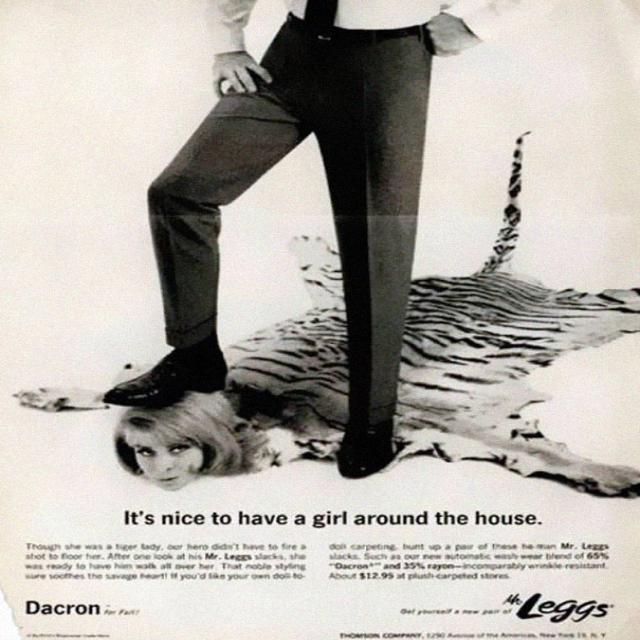 It's nice to have a girl around the house.
Though she was a tiger lady, our hero didn't have to fire a
shot to floor her. After one look at his Mr. Leggs slacks, she
was ready to have him walk all over her. That noble styling
sure soothes the savage heart! If you'd like your own doll-to-
doll carpeting, hunt up a pair of these he-man Mr. Leggs
slacks. Such as our new automatic wash-wear blend of 65%
"Dacron®" and 35% rayon—incomparably wrinkle-resistant.
About $12.95 at plush-carpeted stores.
Dacron
Get yourself a new pair of Mr. Leggs
THOMSON COMPANY, 1290 Avenue of the Americas, New York 19, N. Y.